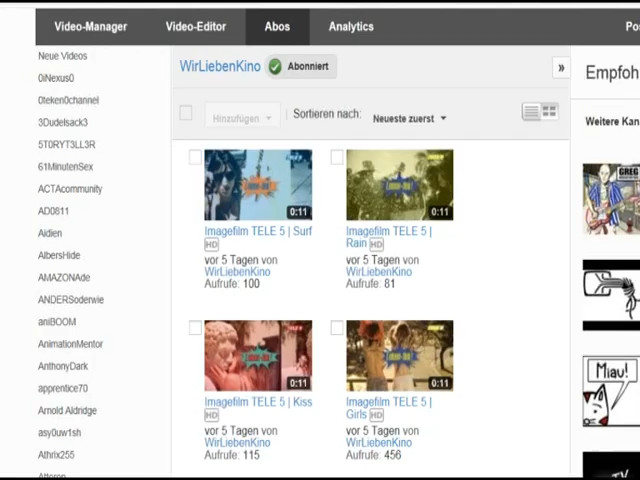 Video-Manager Video-Editor Abos Analytics
Neue Videos
0iNexus0
0teken0channel
3Dudelsack3
5T0RYT3LL3R
61MinutenSex
ACTAcommunity
AD0811
Aldien
AlbersHide
AMAZONAde
ANDERSoderwie
aniBOOM
AnimationMentor
AnthonyDark
apprentice70
Arnold Aldridge
asy0uw1sh
Athrix255
WirLiebenKino Abonniert
»
Hinzufügen Sortieren nach: Neueste zuerst
0:11
Imagefilm TELE 5 | Surf
HD
vor 5 Tagen von
WirLiebenKino
Aufrufe: 100
0:11
Imagefilm TELE 5 |
Rain HD
vor 5 Tagen von
WirLiebenKino
Aufrufe: 81
0:11
Imagefilm TELE 5 | Kiss
HD
vor 5 Tagen von
WirLiebenKino
Aufrufe: 115
0:11
Imagefilm TELE 5 |
Girls HD
vor 5 Tagen von
WirLiebenKino
Aufrufe: 456
Empfoh
Weitere Kan
GREG
Miau!